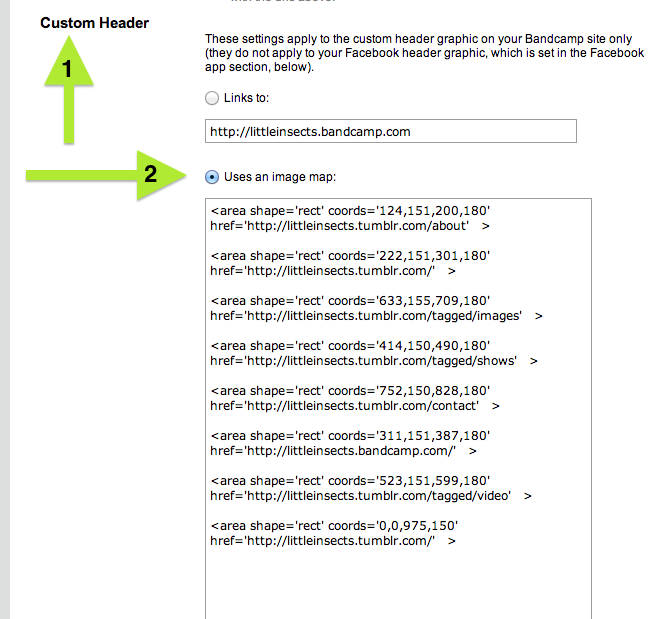 Custom Header
These settings apply to the custom header graphic on your Bandcamp site only
(they do not apply to your Facebook header graphic, which is set in the Facebook
app section, below).
1
Links to:
http://littleinsects.bandcamp.com
2
Uses an image map:
<area shape='rect' coords='124,151,200,180'
href='http://littleinsects.tumblr.com/about'   >
<area shape='rect' coords='222,151,301,180'
href='http://littleinsects.tumblr.com/'   >
<area shape='rect' coords='633,155,709,180'
href='http://littleinsects.tumblr.com/tagged/images'   >
<area shape='rect' coords='414,150,490,180'
href='http://littleinsects.tumblr.com/tagged/shows'   >
<area shape='rect' coords='752,150,828,180'
href='http://littleinsects.tumblr.com/contact'   >
<area shape='rect' coords='311,151,387,180'
href='http://littleinsects.bandcamp.com/'   >
<area shape='rect' coords='523,151,599,180'
href='http://littleinsects.tumblr.com/tagged/video'   >
<area shape='rect' coords='0,0,975,150'
href='http://littleinsects.tumblr.com/'   >